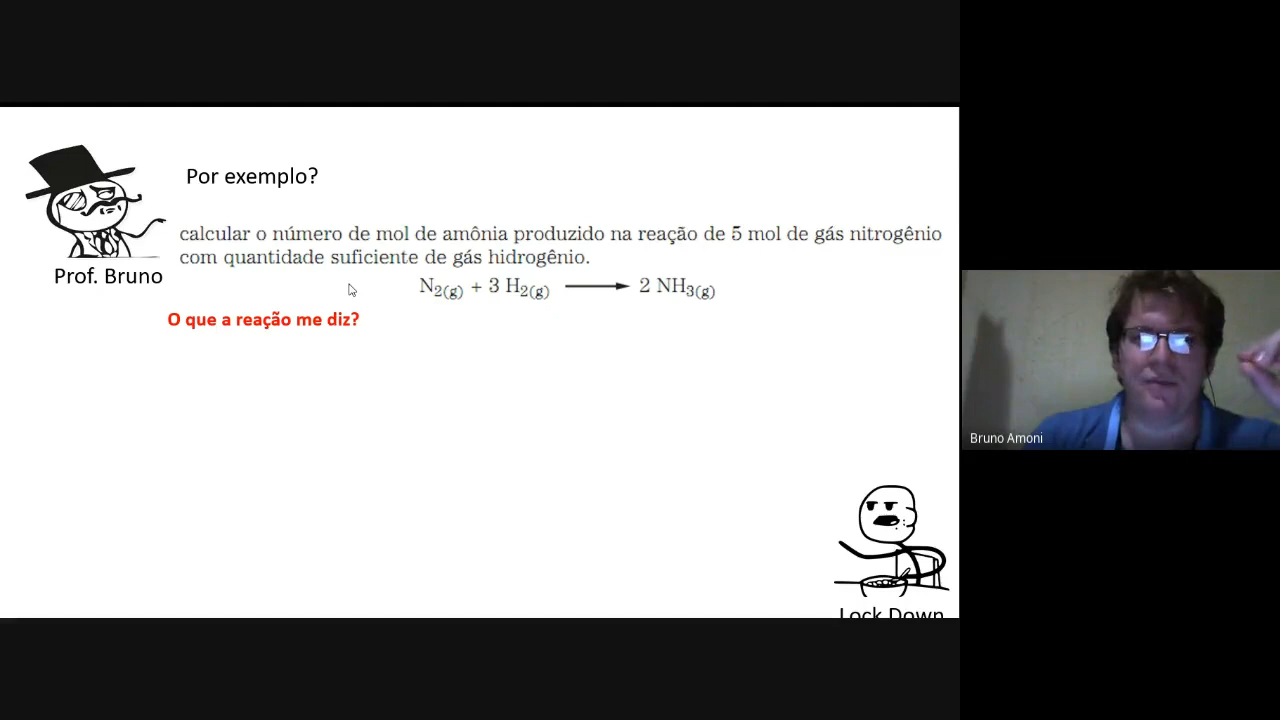 Por exemplo?
calcular o número de mol de amônia produzido na reação de 5 mol de gás nitrogênio
com quantidade suficiente de gás hidrogênio.
Prof. Bruno
N2(g) + 3 H2(g) ⟶ 2 NH3(g)
O que a reação me diz?
Bruno Amoni
Lock Down